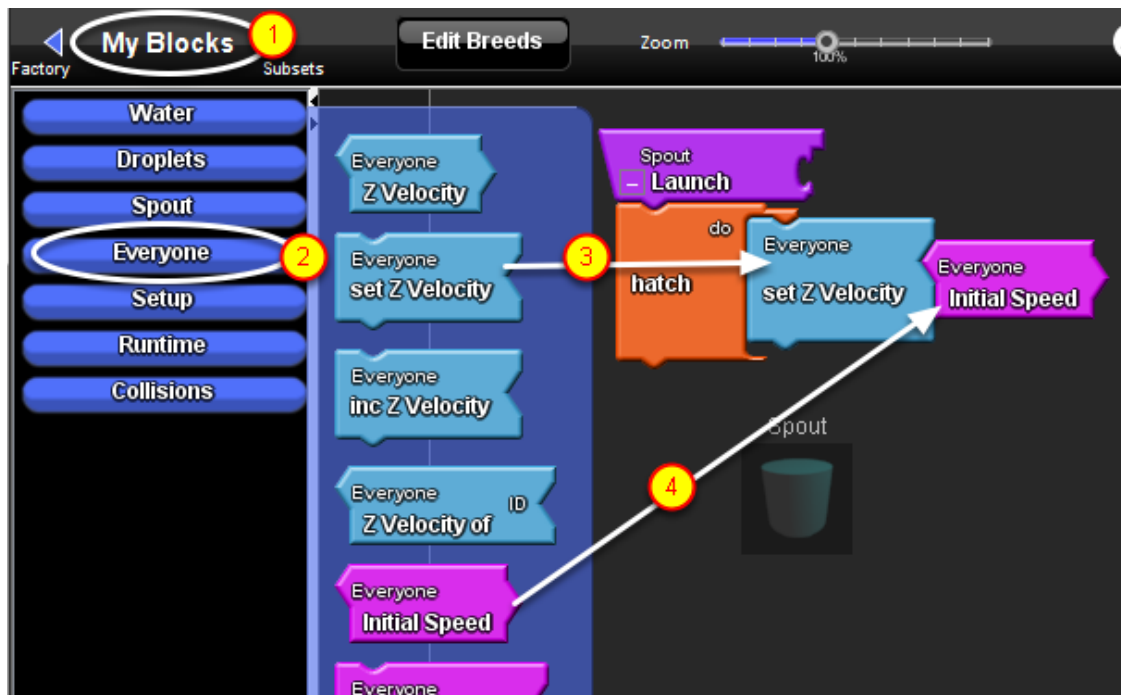 My Blocks
1
Edit Breeds
Zoom
100%
Factory
Subsets
Water
Droplets
Spout
Everyone
2
Setup
Runtime
Collisions
Everyone
Z Velocity
Everyone
set Z Velocity
Everyone
inc Z Velocity
Everyone
ID
Z Velocity of
Everyone
Initial Speed
Everyone
Spout
Launch
do
hatch
3
Everyone
set Z Velocity
Everyone
Initial Speed
4
Spout